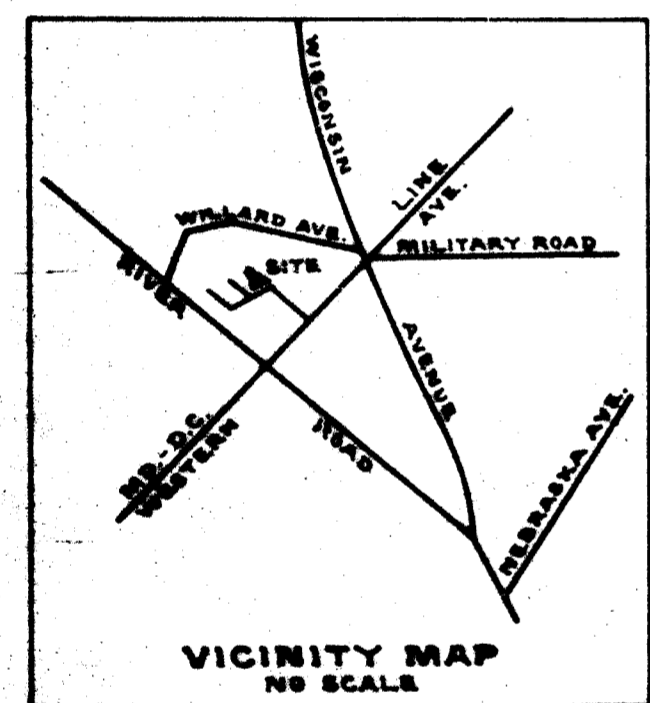 WISCONSIN
AVENUE
LINE
AVE.
WILLARD AVE.
MILITARY ROAD
SITE
RIVER
ROAD
MD.-D.C.
WESTERN
NEBRASKA AVE.
VICINITY MAP
NO SCALE